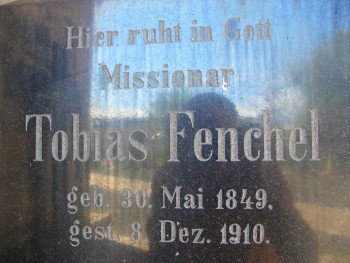 Hier ruht in Gott
Missionar
Tobias Fenchel
geb. 30. Mai 1849,
gest. 8. Dez. 1910.